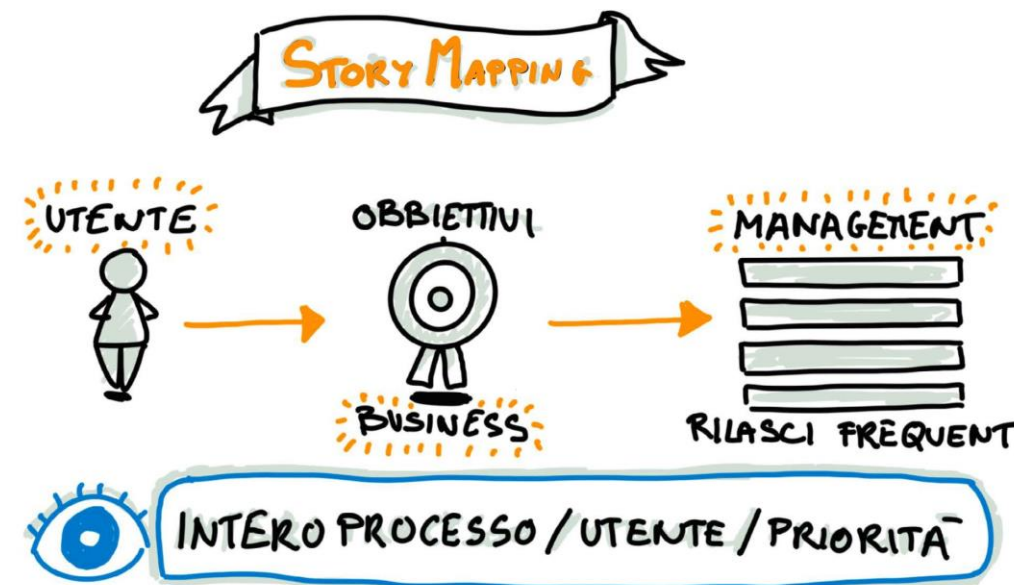 STORY MAPPING
UTENTE
OBBIETTIVI
BUSINESS
MANAGEMENT
RILASCI FREQUENT
INTERO PROCESSO / UTENTE / PRIORITÀ